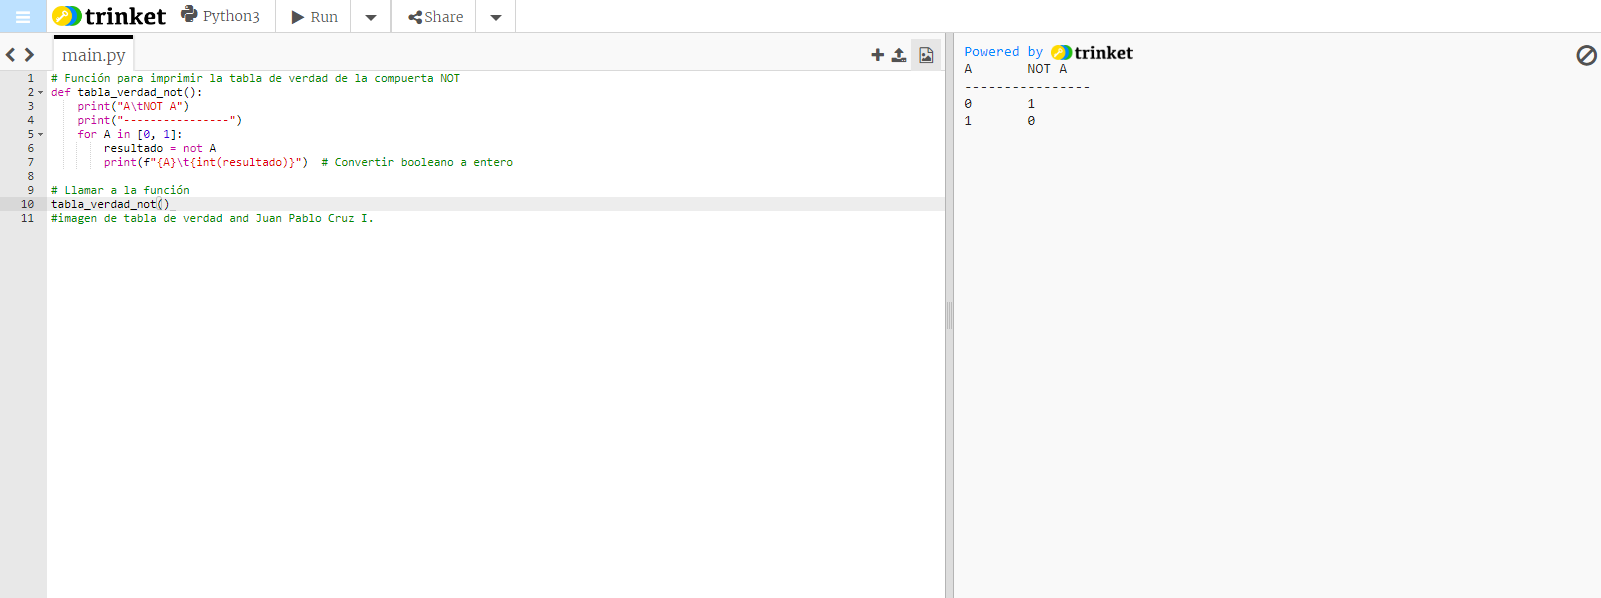 trinket Python3 Run Share
main.py
1 # Función para imprimir la tabla de verdad de la compuerta NOT
2 def tabla_verdad_not():
3     print("A\tNOT A")
4     print("----------------")
5     for A in [0, 1]:
6         resultado = not A
7         print(f"{A}\t{int(resultado)}")  # Convertir booleano a entero
8
9 # Llamar a la función
10 tabla_verdad_not()
11 #imagen de tabla de verdad and Juan Pablo Cruz I.
Powered by trinket
A NOT A
----------------
0 1
1 0